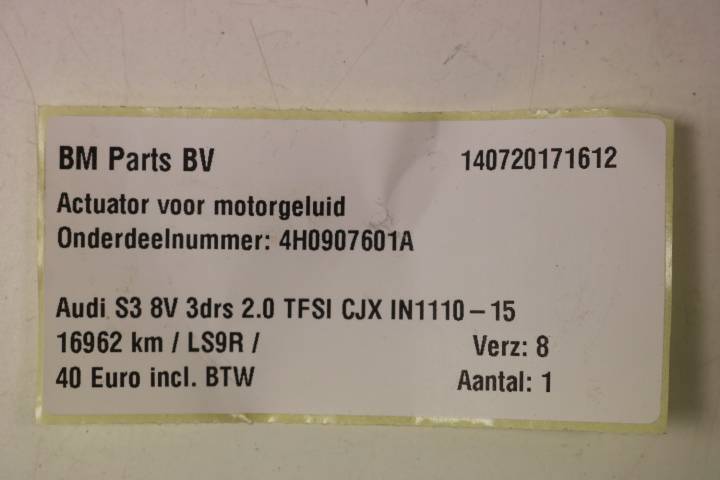 BM Parts BV 140720171612
Actuator voor motorgeluid
Onderdeelnummer: 4H0907601A
Audi S3 8V 3drs 2.0 TFSI CJX IN1110-15
16962 km / LS9R / Verz: 8
40 Euro incl. BTW Aantal: 1